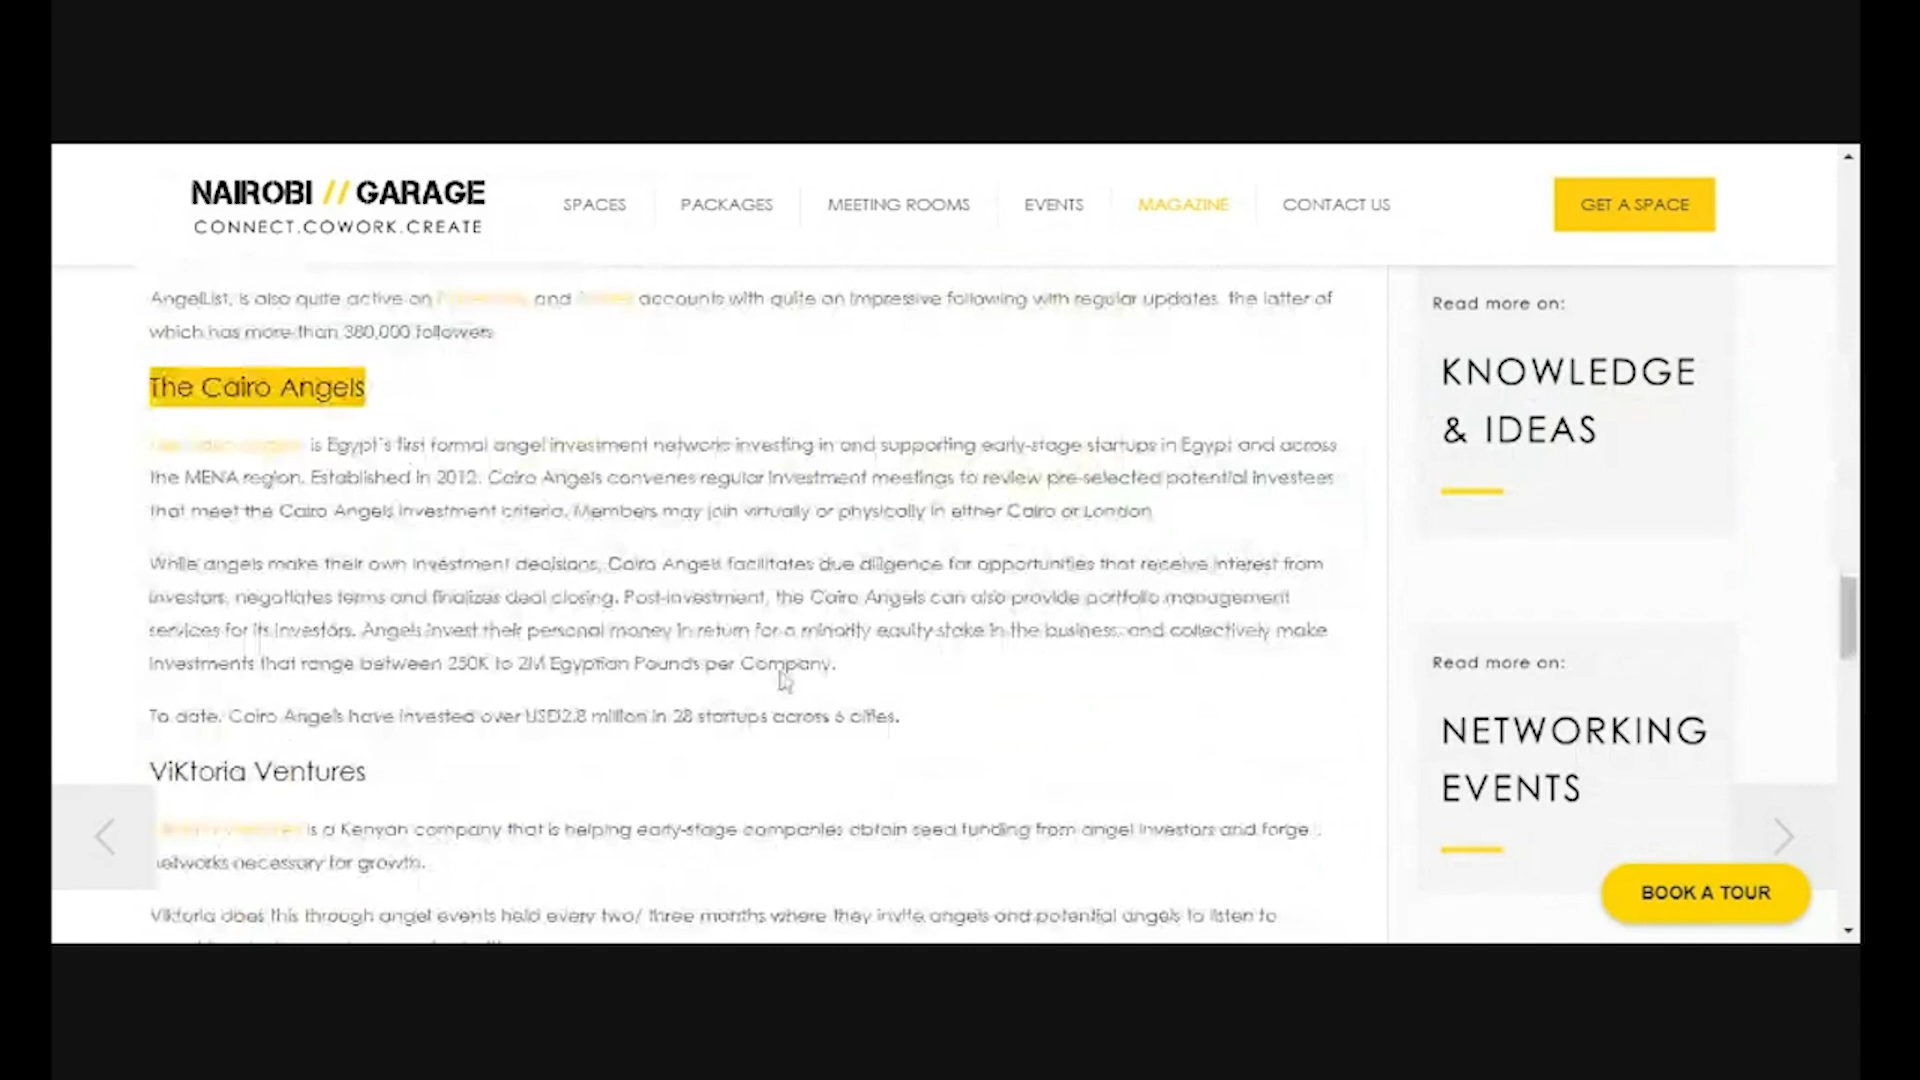 NAIROBI // GARAGE
CONNECT.COWORK.CREATE
SPACES
PACKAGES
MEETING ROOMS
EVENTS
MAGAZINE
CONTACT US
GET A SPACE
AngelList, is also quite active on and accounts with quite an impressive following with regular updates, the latter of
which has more than 380,000 followers
The Cairo Angels
is Egypt's first formal angel investment network investing in and supporting early-stage startups in Egypt and across
the MENA region. Established in 2012, Cairo Angels convenes regular investment meetings to review pre-selected potential investees
that meet the Cairo Angels investment criteria. Members may join virtually or physically in either Cairo or London
While angels make their own investment decisions, Cairo Angels facilitates due diligence for opportunities that receive interest from
investors, negotiates terms and finalizes deal closing. Post-investment, the Cairo Angels can also provide portfolio management
services for its investors. Angels invest their personal money in return for a minority equity stake in the business, and collectively make
investments that range between 250K to 2M Egyptian Pounds per Company.
To date, Cairo Angels have invested over USD2.8 million in 28 startups across 6 cities.
ViKtoria Ventures
is a Kenyan company that is helping early-stage companies obtain seed funding from angel investors and forge
networks necessary for growth.
Viktoria does this through angel events held every two/ three months where they invite angels and potential angels to listen to
Read more on:
KNOWLEDGE
& IDEAS
Read more on:
NETWORKING
EVENTS
BOOK A TOUR